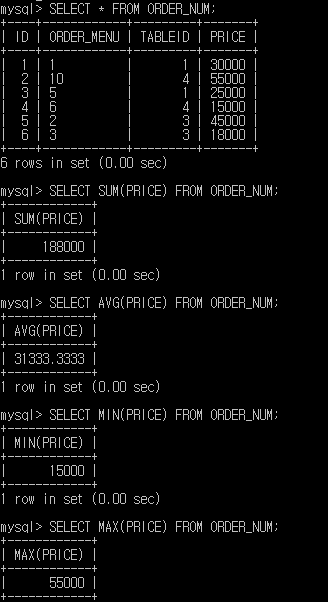 mysql> SELECT * FROM ORDER_NUM;
+----+------------+---------+-------+
| ID | ORDER_MENU | TABLEID | PRICE |
+----+------------+---------+-------+
|  1 | 1          |       1 | 30000 |
|  2 | 10         |       4 | 55000 |
|  3 | 5          |       1 | 25000 |
|  4 | 6          |       4 | 15000 |
|  5 | 2          |       3 | 45000 |
|  6 | 3          |       3 | 18000 |
+----+------------+---------+-------+
6 rows in set (0.00 sec)
mysql> SELECT SUM(PRICE) FROM ORDER_NUM;
+------------+
| SUM(PRICE) |
+------------+
|     188000 |
+------------+
1 row in set (0.00 sec)
mysql> SELECT AVG(PRICE) FROM ORDER_NUM;
+------------+
| AVG(PRICE) |
+------------+
| 31333.3333 |
+------------+
1 row in set (0.00 sec)
mysql> SELECT MIN(PRICE) FROM ORDER_NUM;
+------------+
| MIN(PRICE) |
+------------+
|      15000 |
+------------+
1 row in set (0.00 sec)
mysql> SELECT MAX(PRICE) FROM ORDER_NUM;
+------------+
| MAX(PRICE) |
+------------+
|      55000 |
+------------+